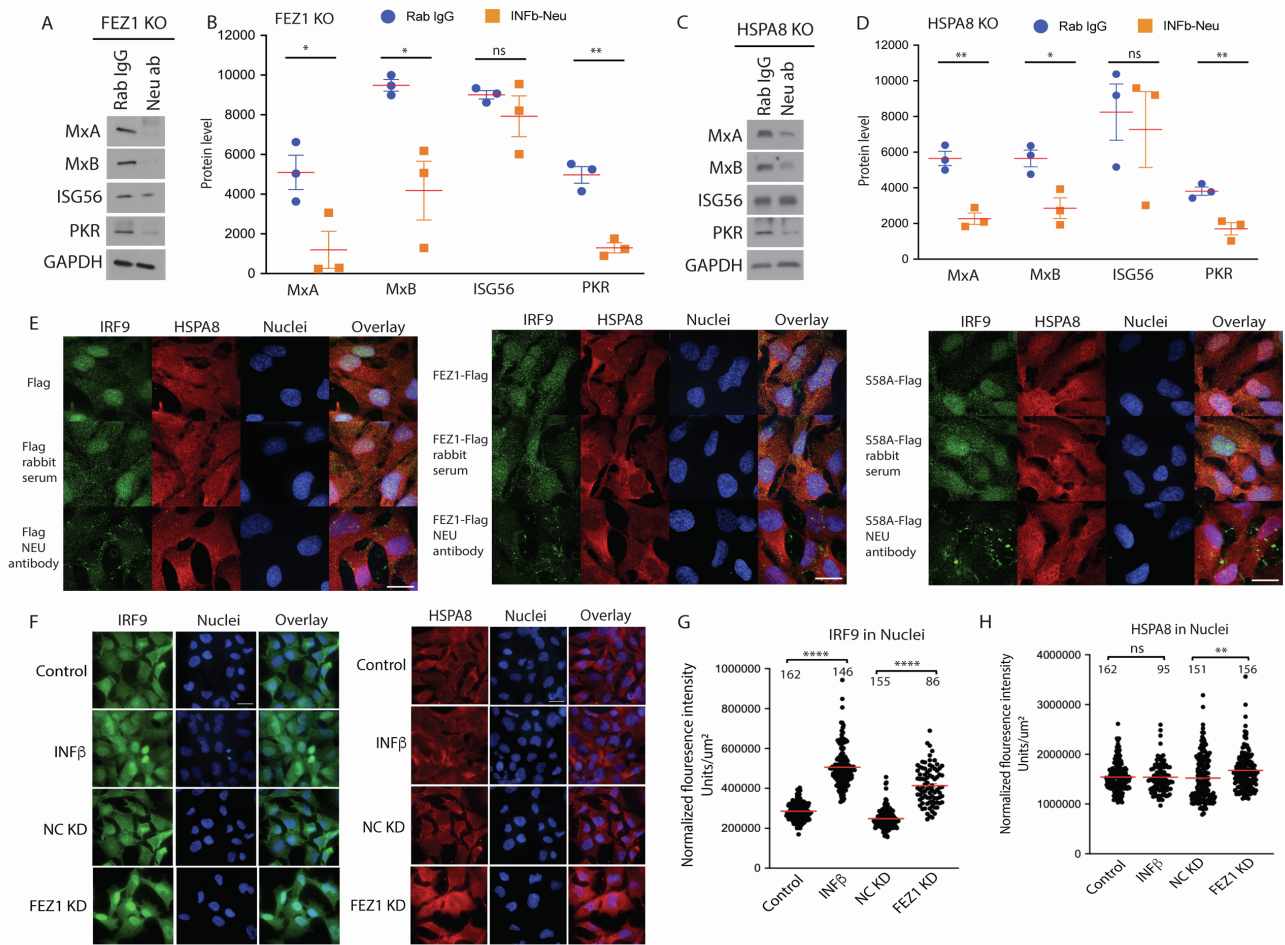 A
FEZ1 KO
Rab IgG
Neu ab
MxA
MxB
ISG56
PKR
GAPDH
B
FEZ1 KO
Rab IgG
INFb-Neu
Protein level
12000
10000
8000
6000
4000
2000
0
*
*
ns
**
MxA
MxB
ISG56
PKR
C
HSPA8 KO
Rab IgG
Neu ab
MxA
MxB
ISG56
PKR
GAPDH
D
HSPA8 KO
Rab IgG
INFb-Neu
Protein level
12000
10000
8000
6000
4000
2000
0
**
*
ns
**
MxA
MxB
ISG56
PKR
E
IRF9 HSPA8 Nuclei Overlay
Flag
Flag
rabbit
serum
Flag
NEU
antibody
IRF9 HSPA8 Nuclei Overlay
FEZ1-Flag
FEZ1-Flag
rabbit
serum
FEZ1-Flag
NEU
antibody
IRF9 HSPA8 Nuclei Overlay
S58A-Flag
S58A-Flag
rabbit
serum
S58A-Flag
NEU
antibody
F
IRF9 Nuclei Overlay
Control
INFβ
NC KD
FEZ1 KD
HSPA8 Nuclei Overlay
Control
INFβ
NC KD
FEZ1 KD
G
IRF9 in Nuclei
Normalized flouresence intensity
Units/um²
1000000
800000
600000
400000
200000
0
****
****
162
146
155
86
Control
INFβ
NC KD
FEZ1 KD
H
HSPA8 in Nuclei
Normalized flouresence intensity
Units/um²
4000000
3000000
2000000
1000000
0
ns
**
162
95
151
156
Control
INFβ
NC KD
FEZ1 KD